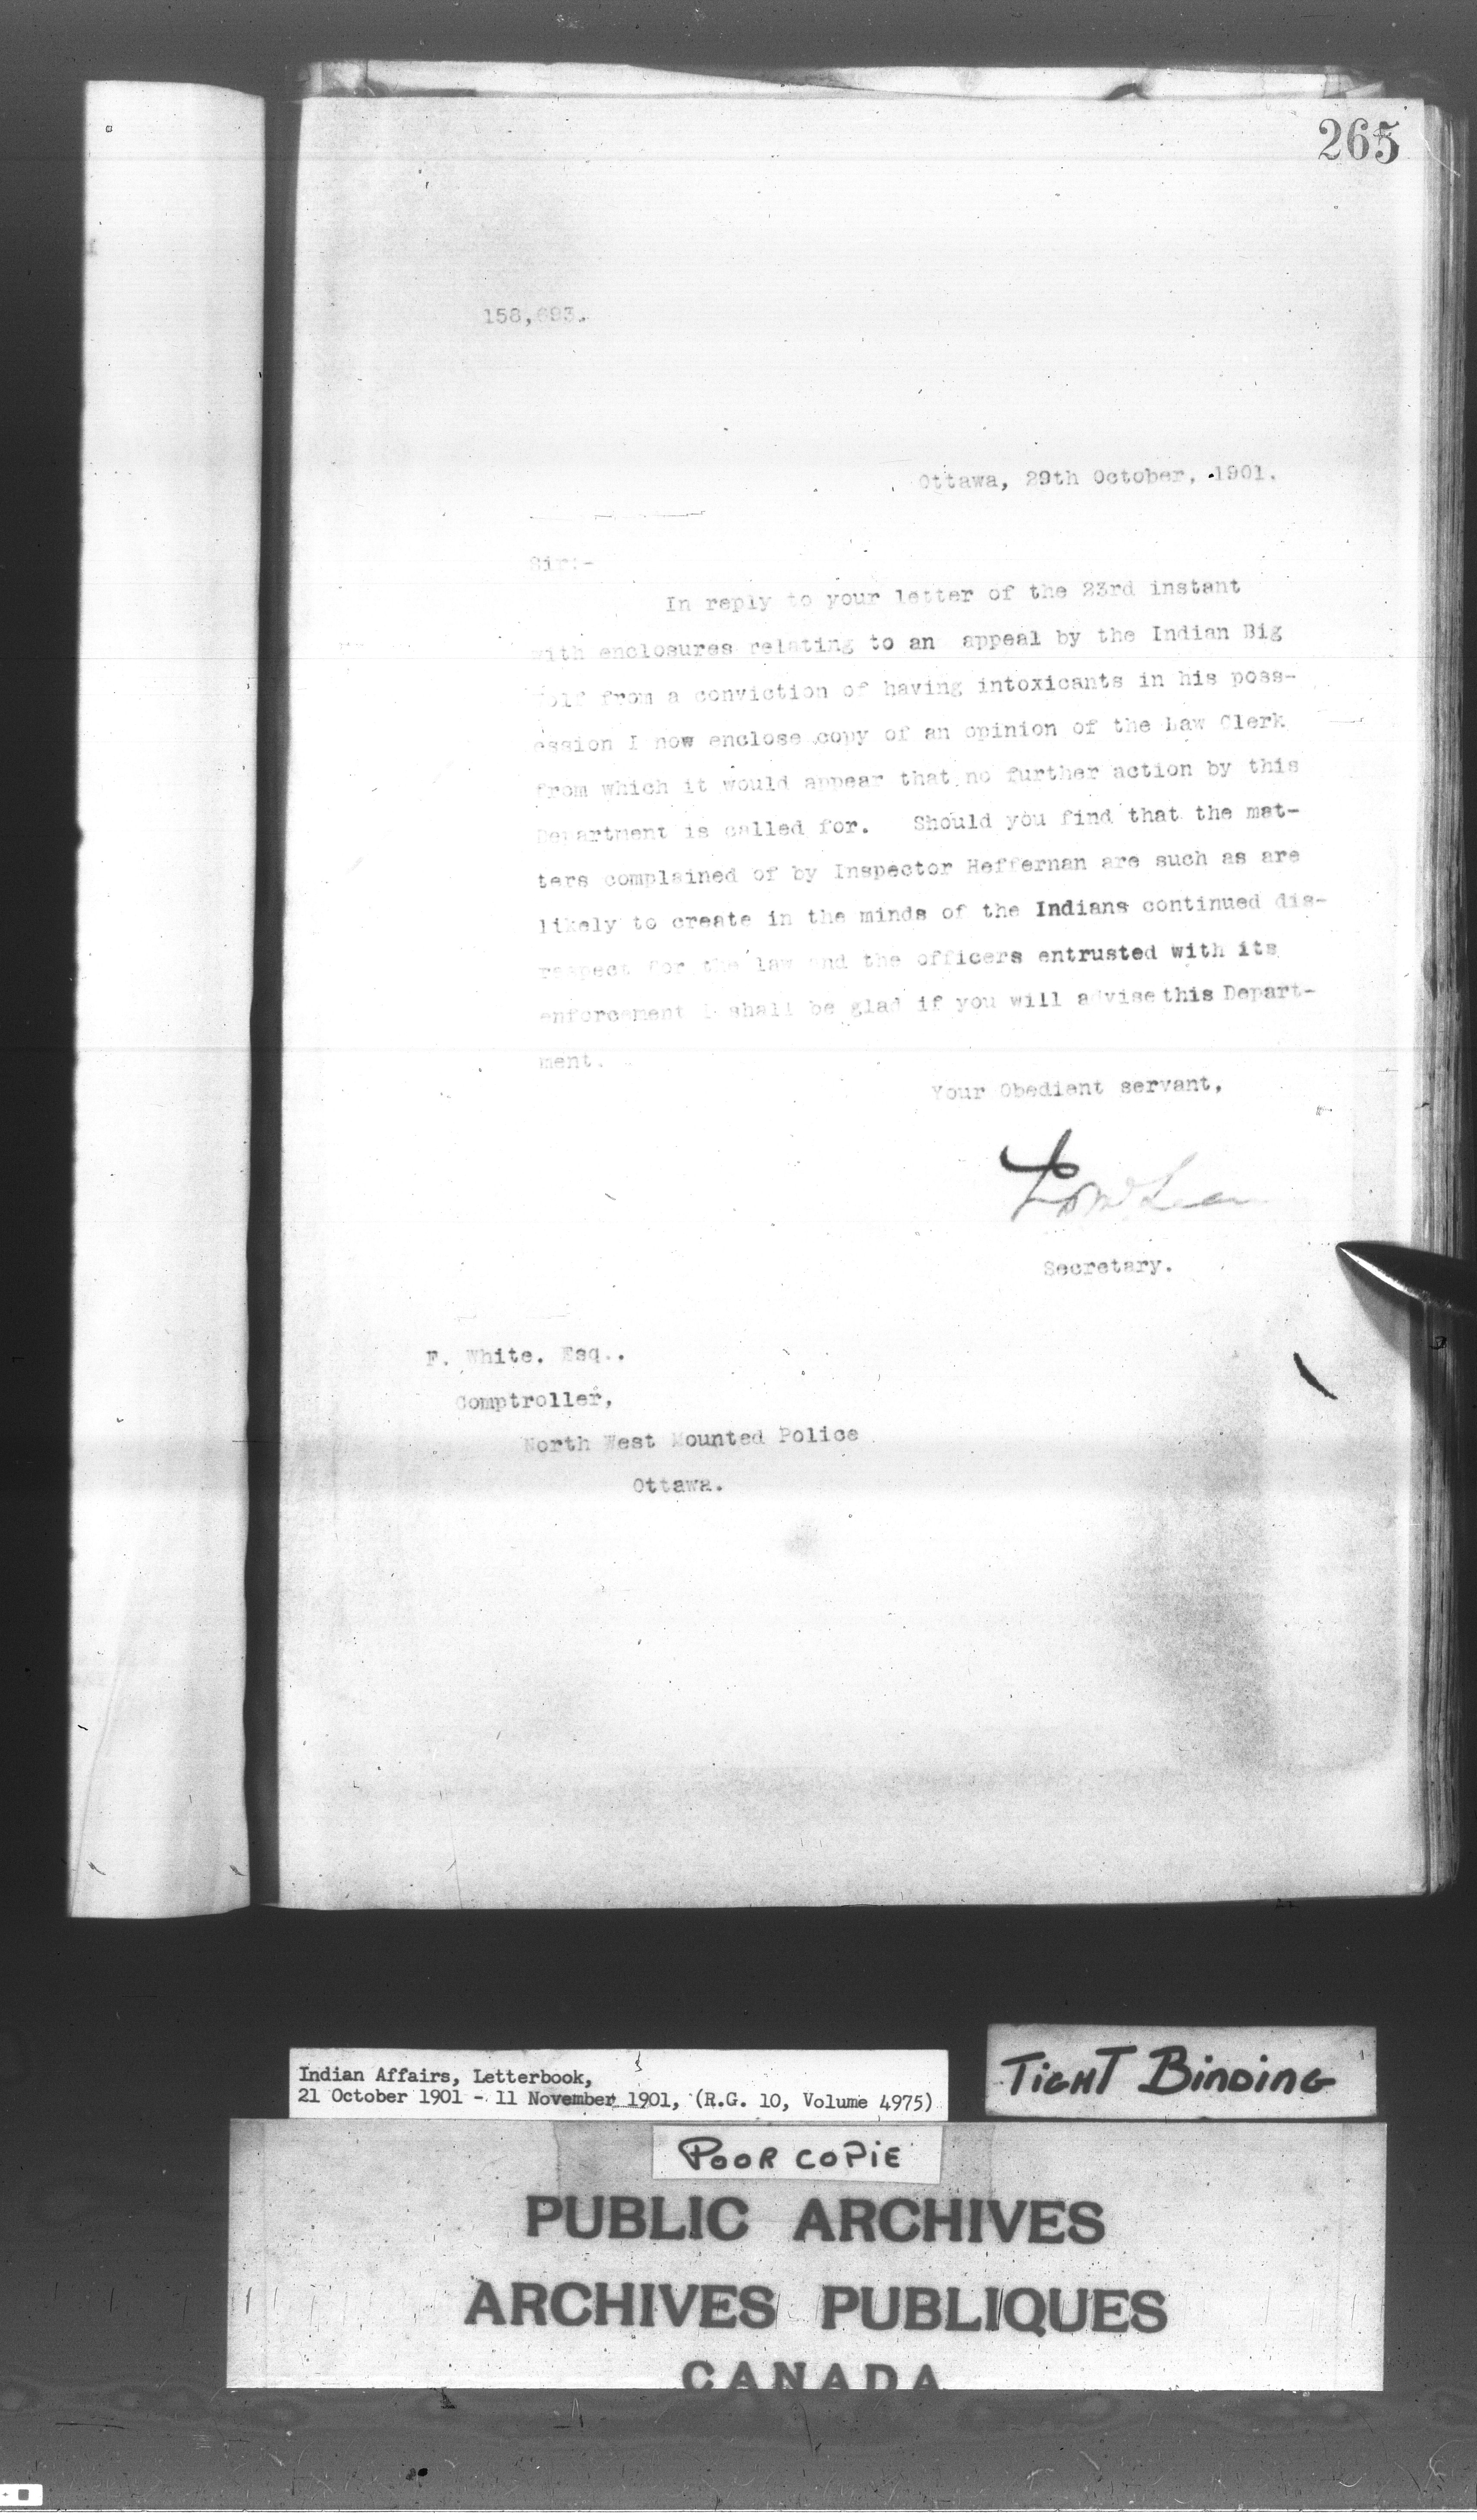 265
158,693.
Ottawa, 29th October, 1901.
Sir:-
In reply to your letter of the 23rd instant
with enclosures relating to an appeal by the Indian Big
Wolf from a conviction of having intoxicants in his poss-
ession I now enclose copy of an opinion of the Law Clerk
from which it would appear that no further action by this
Department is called for. Should you find that the mat-
ters complained of by Inspector Heffernan are such as are
likely to create in the minds of the Indians continued dis-
respect for the law and the officers entrusted with its
enforcement I shall be glad if you will advise this Depart-
ment.
Your Obedient servant,
Secretary.
F. White. Esq..
Comptroller,
North West Mounted Police
Ottawa.
Indian Affairs, Letterbook,
21 October 1901 - 11 November 1901, (R.G. 10, Volume 4975)
TIGHT BINDING
POOR COPIE
PUBLIC ARCHIVES
ARCHIVES PUBLIQUES
CANADA